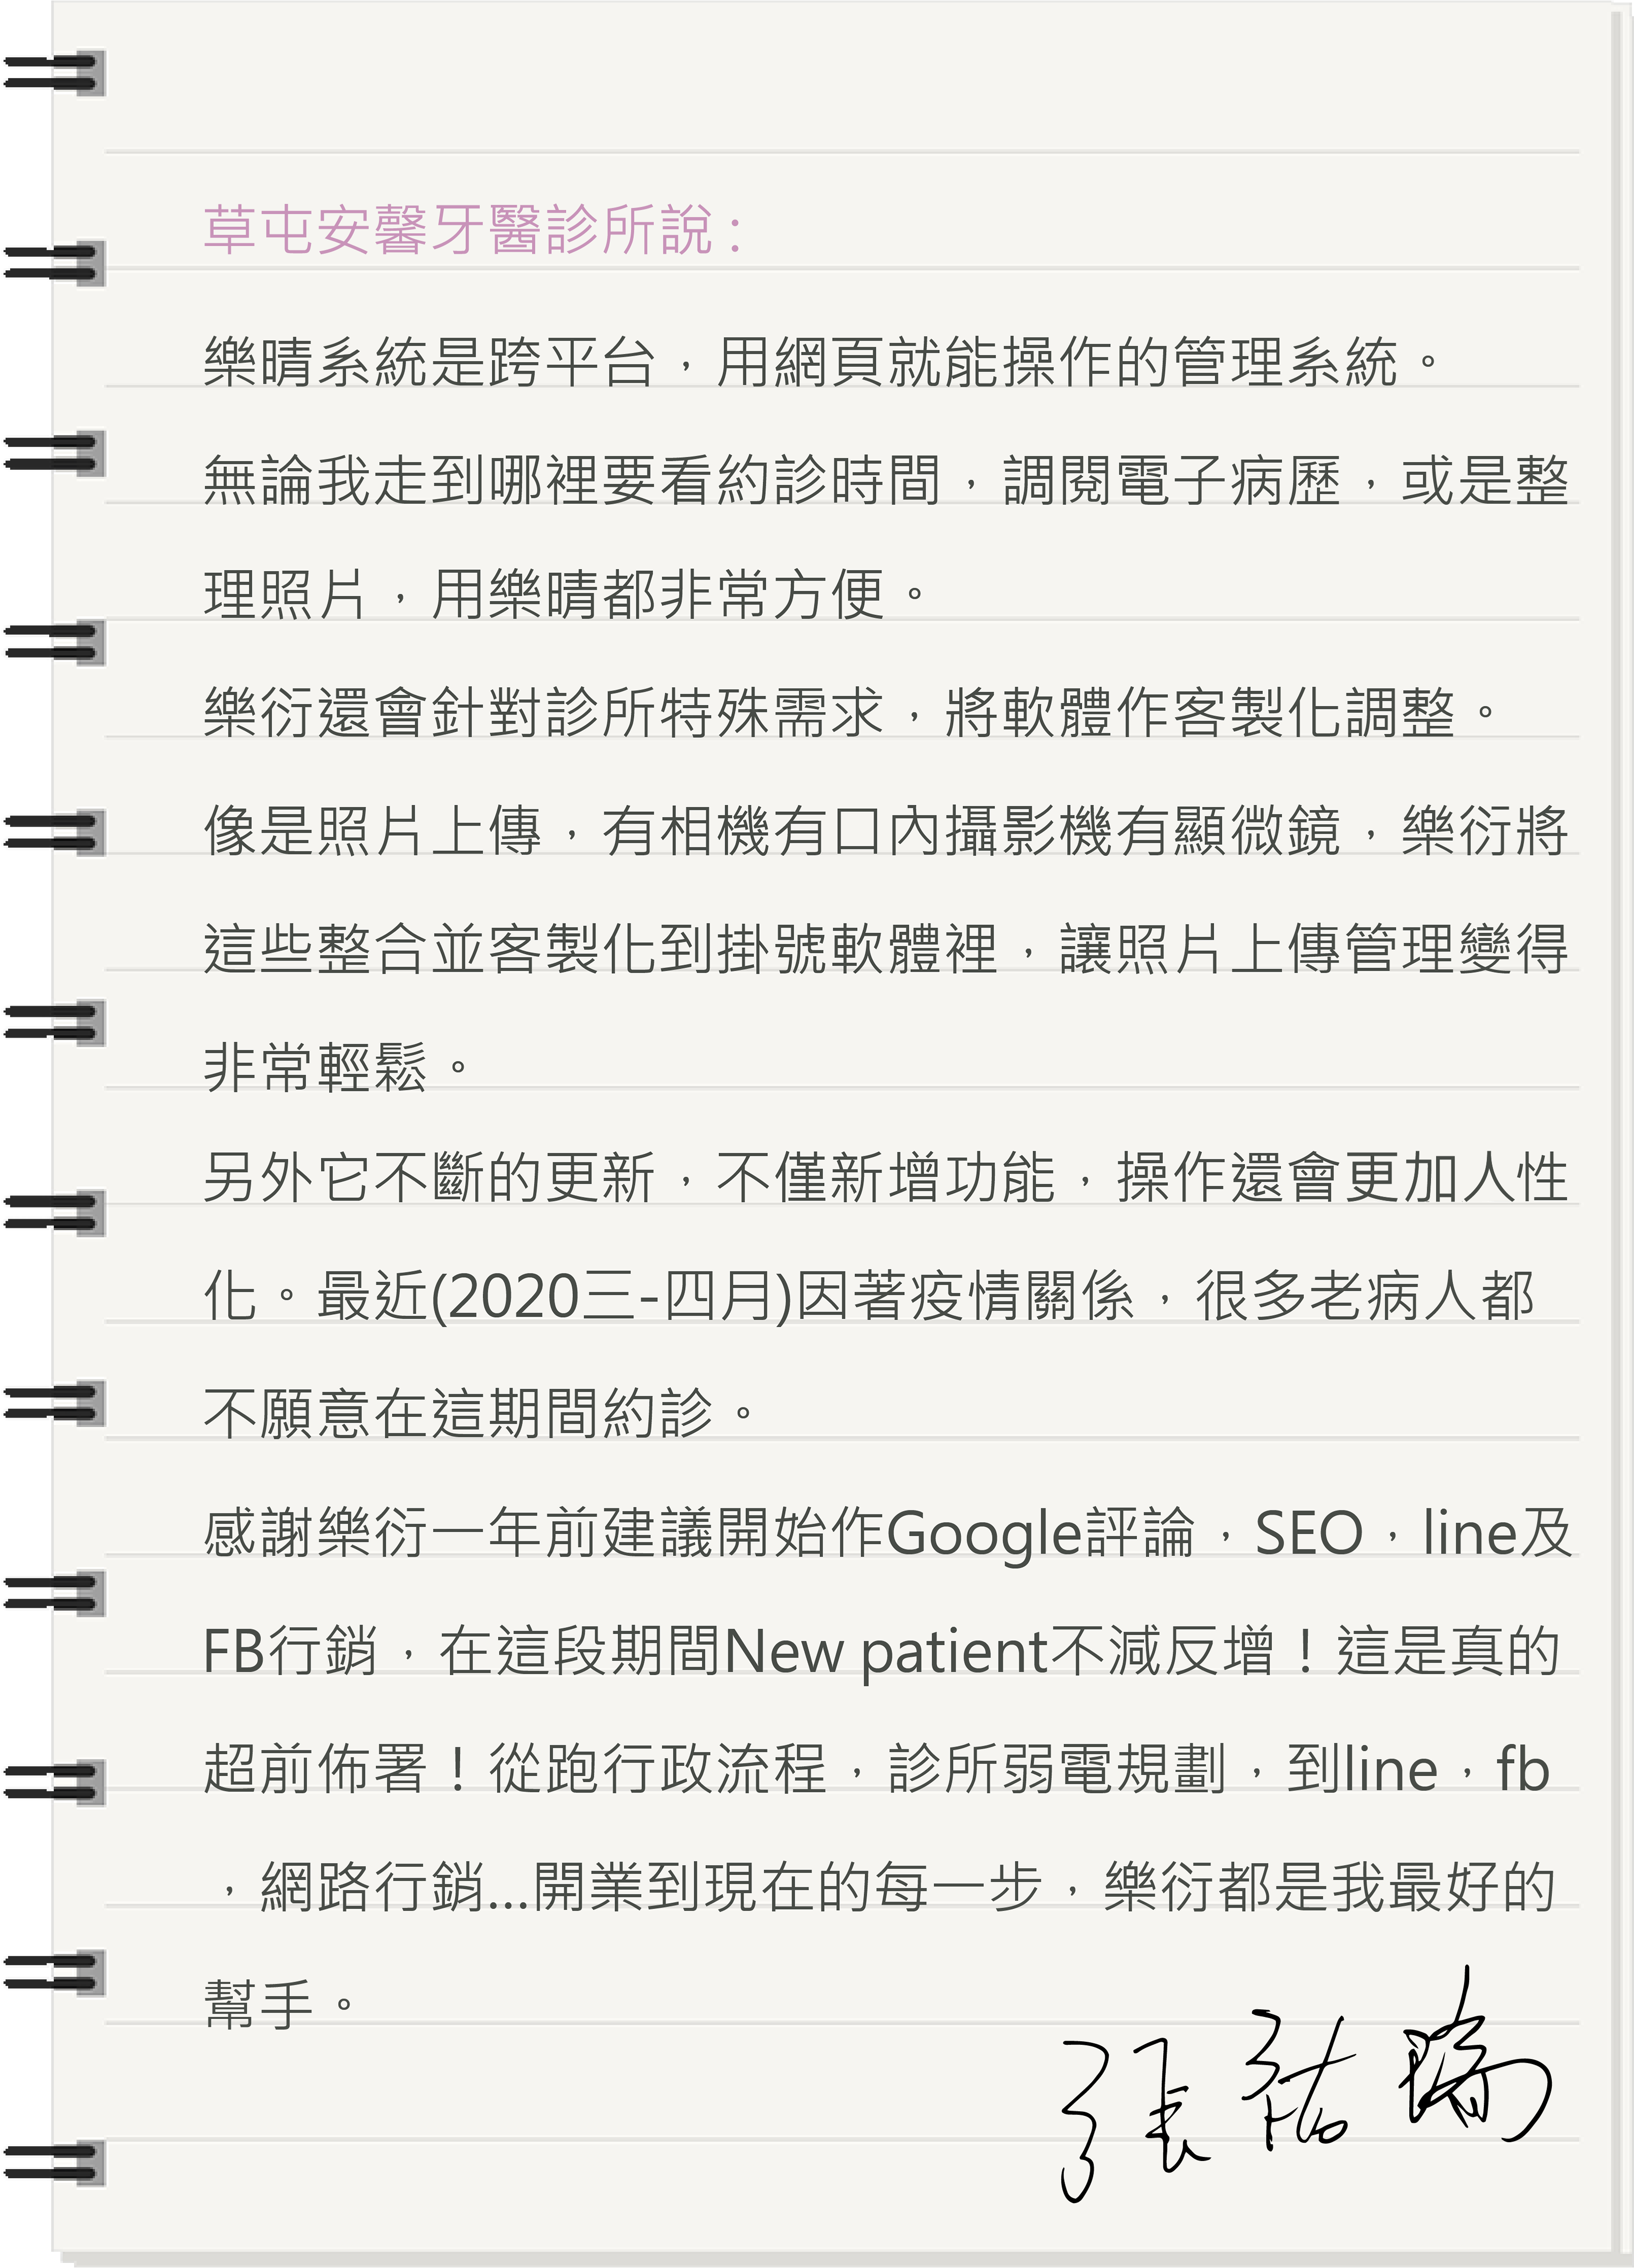 草屯安馨牙醫診所說：
樂晴系統是跨平台，用網頁就能操作的管理系統。
無論我走到哪裡要看約診時間，調閱電子病歷，或是整
理照片，用樂晴都非常方便。
樂衍還會針對診所特殊需求，將軟體作客製化調整。
像是照片上傳，有相機有口內攝影機有顯微鏡，樂衍將
這些整合並客製化到掛號軟體裡，讓照片上傳管理變得
非常輕鬆。
另外它不斷的更新，不僅新增功能，操作還會更加人性
化。最近(2020三-四月)因著疫情關係，很多老病人都
不願意在這期間約診。
感謝樂衍一年前建議開始作Google評論，SEO，line及
FB行銷，在這段期間New patient不減反增！這是真的
超前佈署！從跑行政流程，診所弱電規劃，到line，fb
，網路行銷...開業到現在的每一步，樂衍都是我最好的
幫手。
張祐